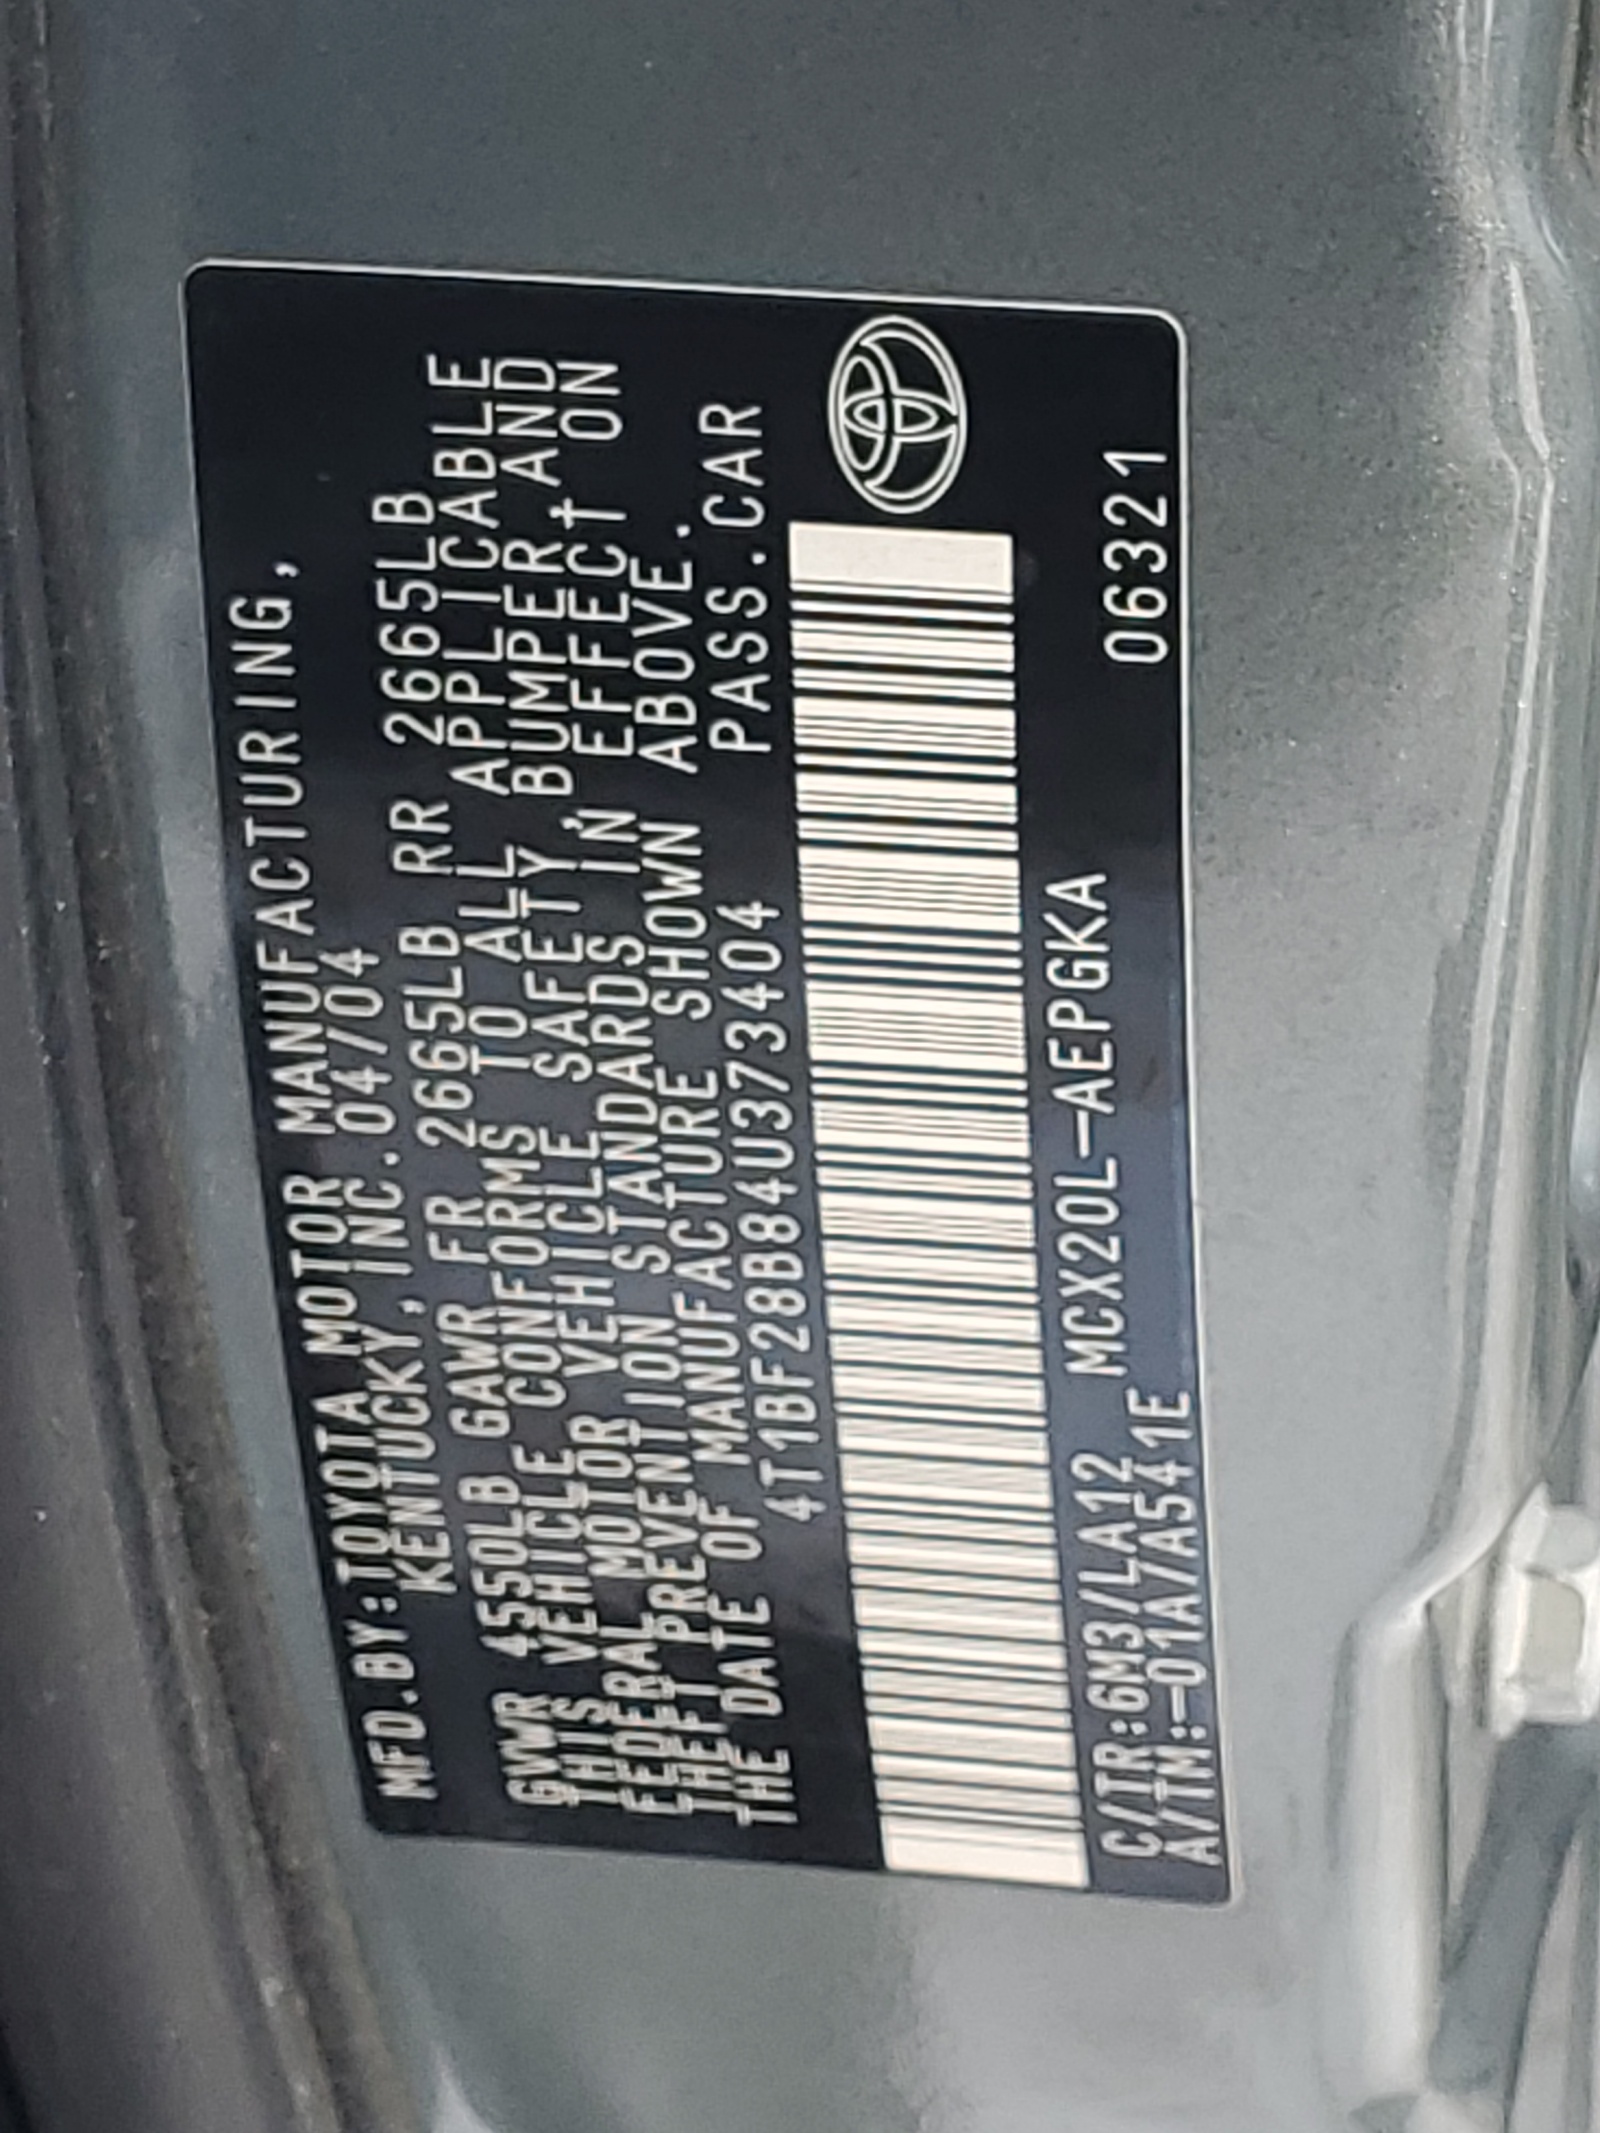 MFD.BY:TOYOTA MOTOR MANUFACTURING,
KENTUCKY, INC. 04/04
GVWR 4550LB GAWR FR 2665LB RR 2665LB
THIS VEHICLE CONFORMS TO ALL APPLICABLE
FEDERAL MOTOR VEHICLE SAFETY, BUMPER, AND
THEFT PREVENTION STANDARDS IN EFFECT ON
THE DATE OF MANUFACTURE SHOWN ABOVE.
4T1BF28B84U373404 PASS.CAR
C/TR:6M3/LA12 MCX20L-AEPGKA 06321
A/TM:-01A/A541E